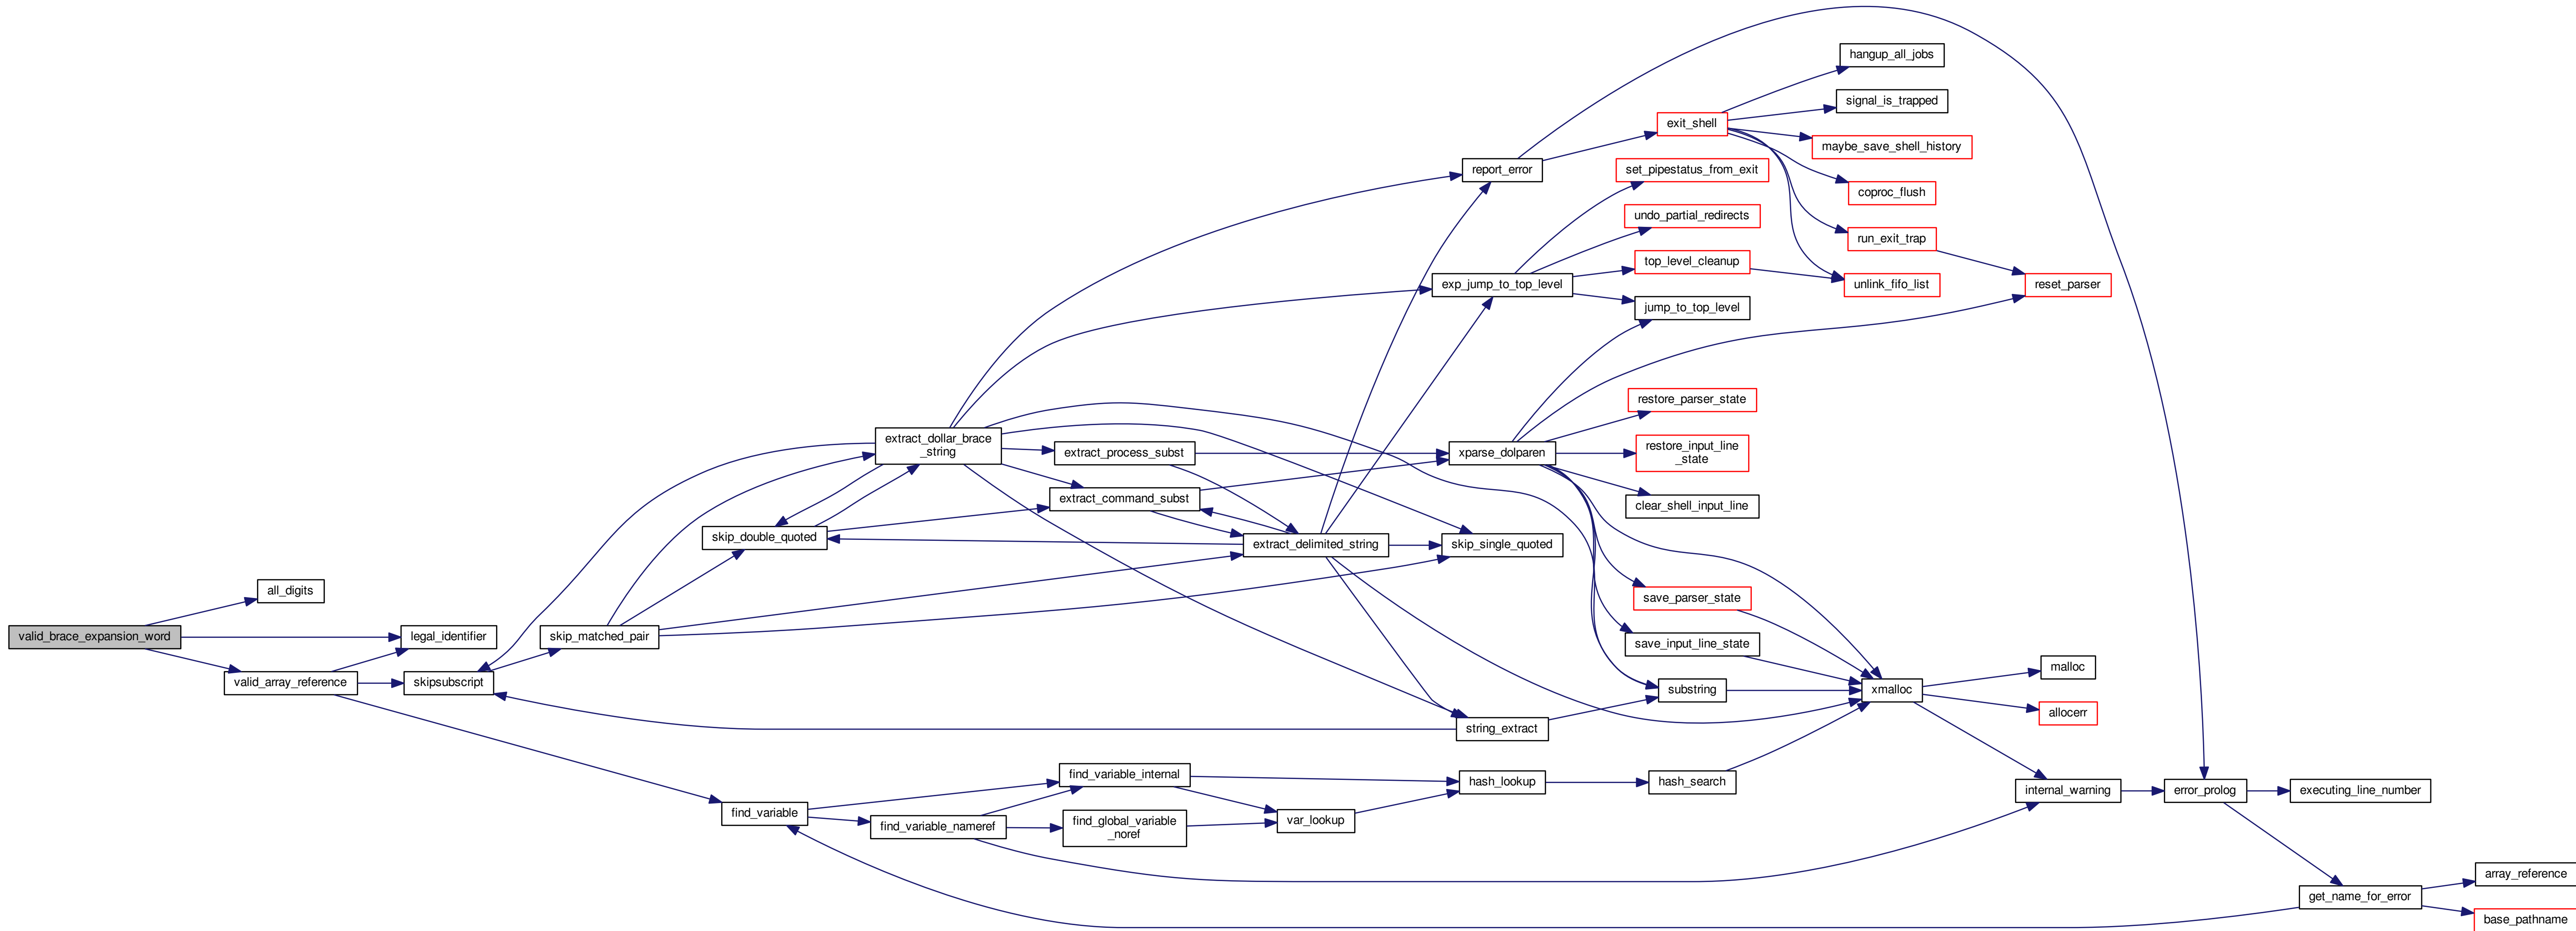 hangup_all_jobs
signal_is_trapped
exit_shell
maybe_save_shell_history
report_error
set_pipestatus_from_exit
coproc_flush
undo_partial_redirects
run_exit_trap
top_level_cleanup
exp_jump_to_top_level
unlink_fifo_list
reset_parser
jump_to_top_level
restore_parser_state
extract_dollar_brace
_string
extract_process_subst
xparse_dolparen
restore_input_line
_state
extract_command_subst
clear_shell_input_line
skip_double_quoted
extract_delimited_string
skip_single_quoted
all_digits
save_parser_state
valid_brace_expansion_word
legal_identifier
skip_matched_pair
save_input_line_state
malloc
valid_array_reference
skipsubscript
substring
xmalloc
allocerr
string_extract
find_variable_internal
hash_lookup
hash_search
internal_warning
error_prolog
executing_line_number
find_variable
find_variable_nameref
find_global_variable
_noref
var_lookup
array_reference
get_name_for_error
base_pathname